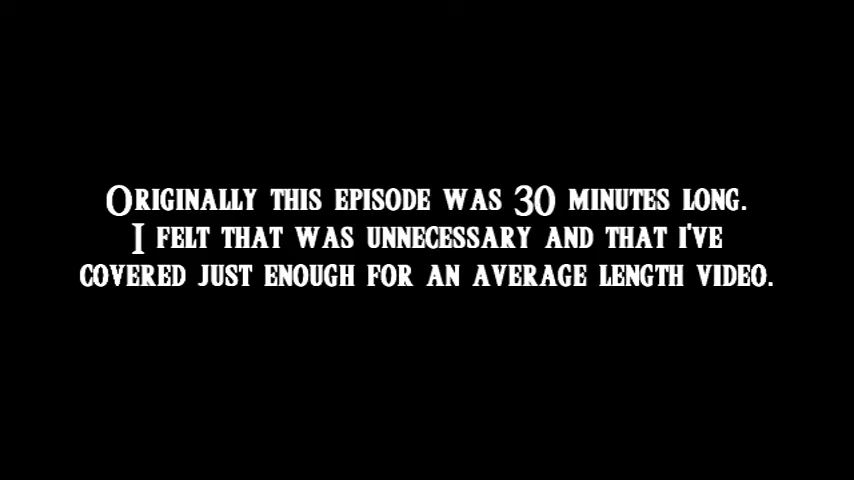 Originally this episode was 30 minutes long.
I felt that was unnecessary and that i've
covered just enough for an average length video.